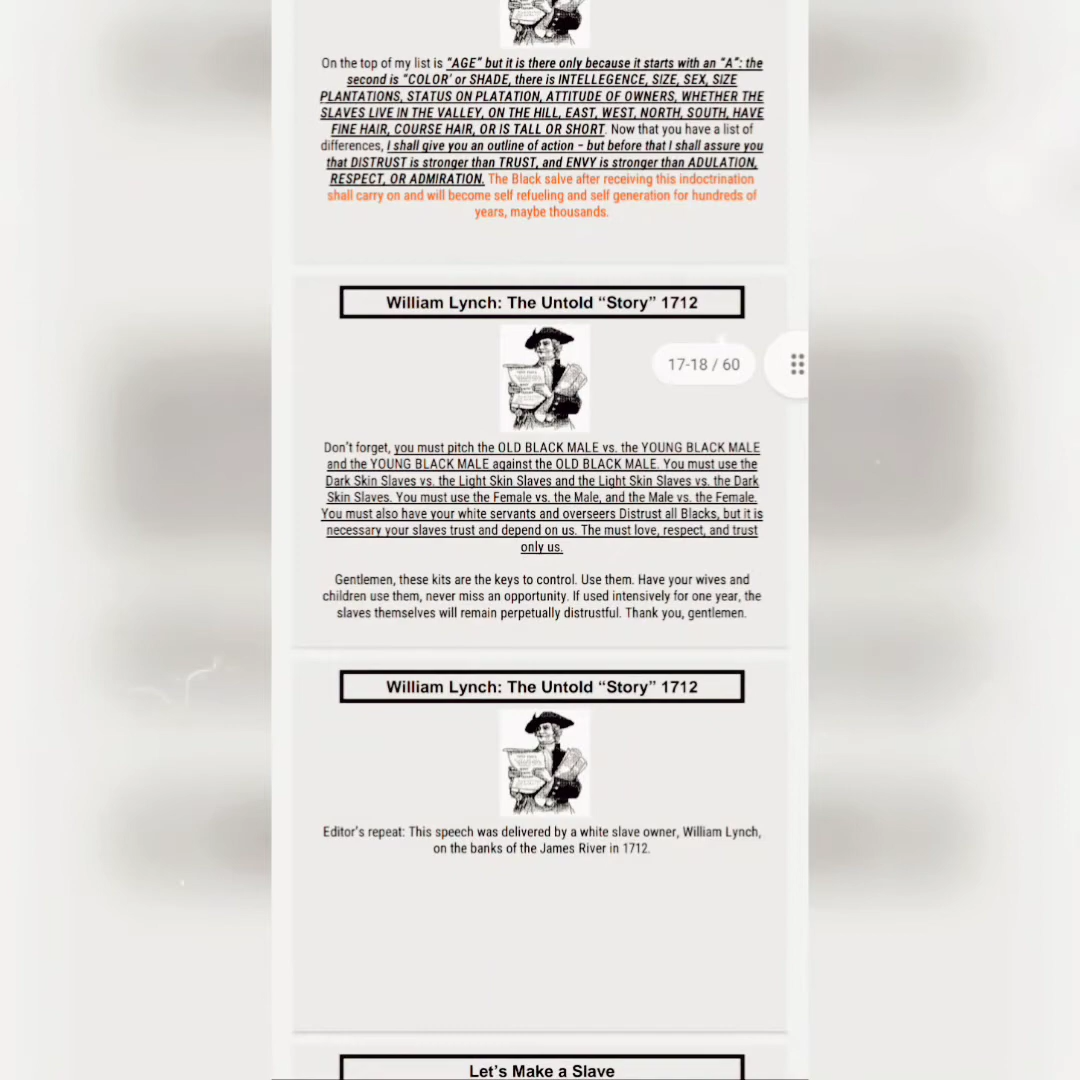 On the top of my list is "AGE" but it is there only because it starts with an "A": the
second is "COLOR' or SHADE, there is INTELLEGENCE, SIZE, SEX, SIZE
PLANTATIONS, STATUS ON PLATATION, ATTITUDE OF OWNERS, WHETHER THE
SLAVES LIVE IN THE VALLEY, ON THE HILL, EAST, WEST, NORTH, SOUTH, HAVE
FINE HAIR, COURSE HAIR, OR IS TALL OR SHORT. Now that you have a list of
differences, I shall give you an outline of action – but before that I shall assure you
that DISTRUST is stronger than TRUST, and ENVY is stronger than ADULATION,
RESPECT, OR ADMIRATION. The Black salve after receiving this indoctrination
shall carry on and will become self refueling and self generation for hundreds of
years, maybe thousands.
William Lynch: The Untold “Story” 1712
17-18 / 60
Don't forget, you must pitch the OLD BLACK MALE vs. the YOUNG BLACK MALE
and the YOUNG BLACK MALE against the OLD BLACK MALE. You must use the
Dark Skin Slaves vs. the Light Skin Slaves and the Light Skin Slaves vs. the Dark
Skin Slaves. You must use the Female vs. the Male, and the Male vs. the Female.
You must also have your white servants and overseers Distrust all Blacks, but it is
necessary your slaves trust and depend on us. The must love, respect, and trust
only us.
Gentlemen, these kits are the keys to control. Use them. Have your wives and
children use them, never miss an opportunity. If used intensively for one year, the
slaves themselves will remain perpetually distrustful. Thank you, gentlemen.
William Lynch: The Untold “Story” 1712
Editor's repeat: This speech was delivered by a white slave owner, William Lynch,
on the banks of the James River in 1712.
Let's Make a Slave